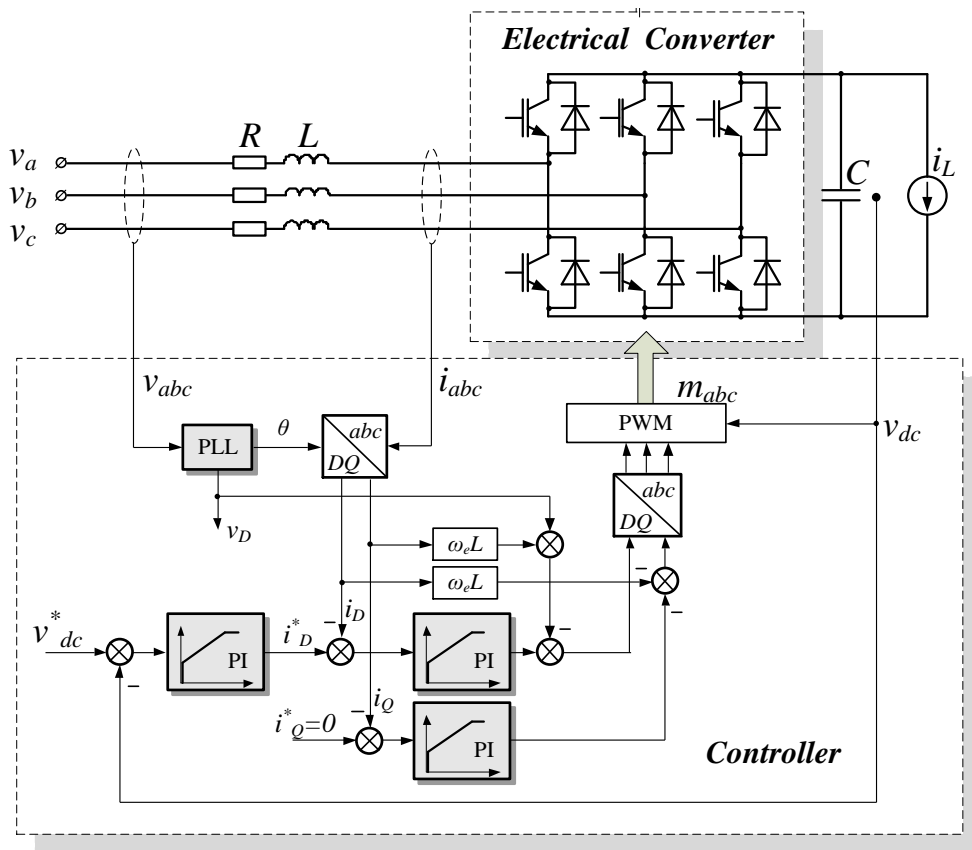 Electrical Converter
R L
v_a
v_b
v_c
C
i_L
v_abc
i_abc
m_abc
PWM
v_dc
PLL
θ
abc
DQ
abc
DQ
v_D
ω_eL
ω_eL
–
–
–
v*_dc
–
PI
i*_D
–
i_D
PI
–
i_Q
i*_Q=0
PI
Controller
–